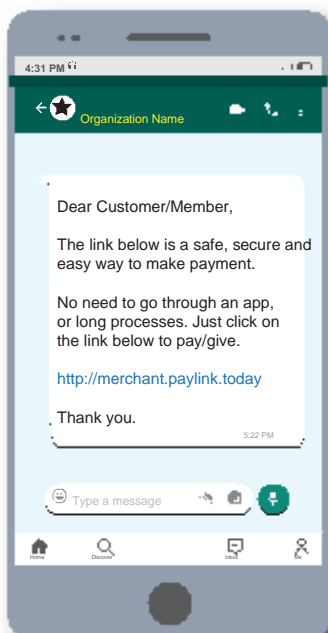 4:31 PM
Organization Name
Dear Customer/Member,
The link below is a safe, secure and
easy way to make payment.
No need to go through an app,
or long processes. Just click on
the link below to pay/give.
http://merchant.paylink.today
Thank you.
5:22 PM
Type a message
Home
Discover
Inbox